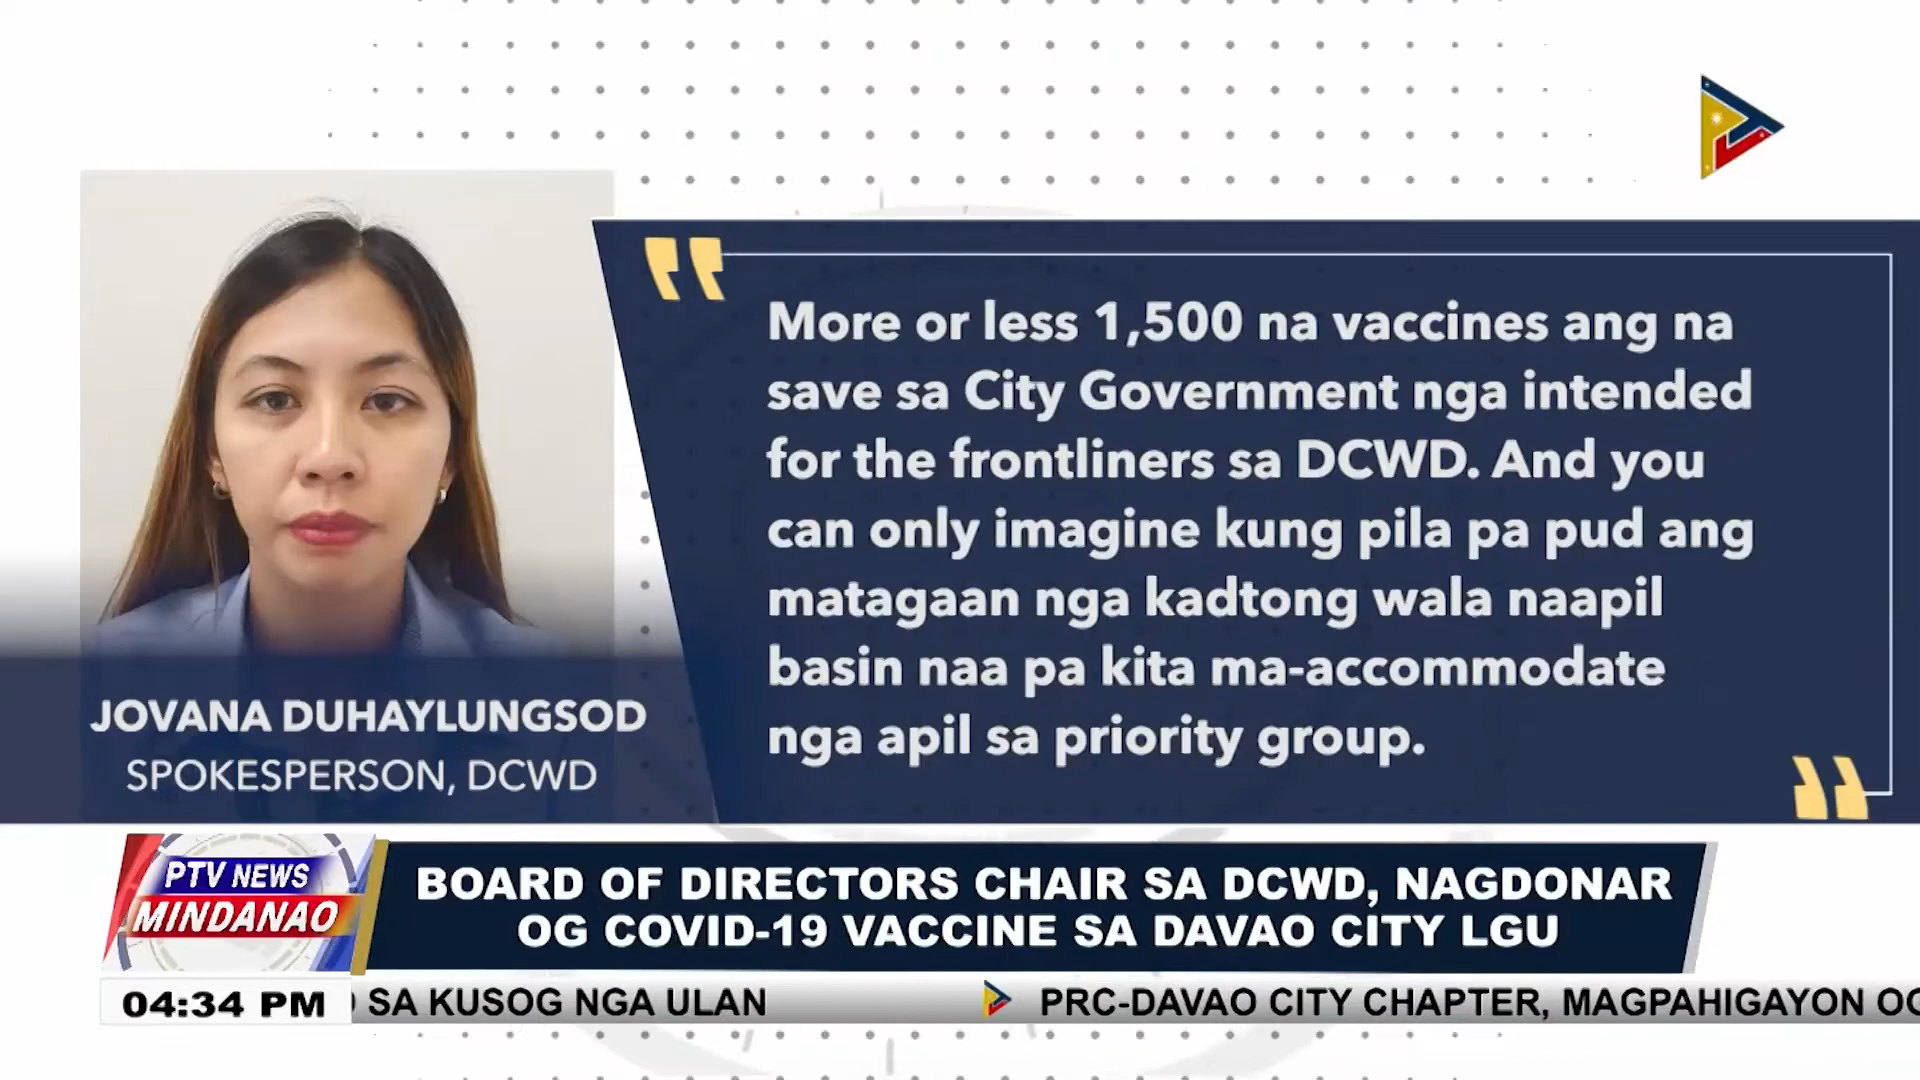 More or less 1,500 na vaccines ang na
save sa City Government nga intended
for the frontliners sa DCWD. And you
can only imagine kung pila pa pud ang
matagaan nga kadtong wala naapil
basin naa pa kita ma-accommodate
nga apil sa priority group.
JOVANA DUHAYLUNGSOD
SPOKESPERSON, DCWD
PTV NEWS
MINDANAO
BOARD OF DIRECTORS CHAIR SA DCWD, NAGDONAR
OG COVID-19 VACCINE SA DAVAO CITY LGU
04:34 PM
SA KUSOG NGA ULAN
PRC-DAVAO CITY CHAPTER, MAGPAHIGAYON